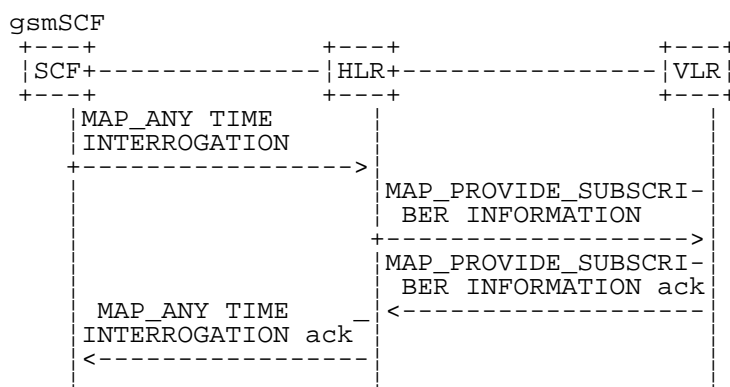 gsmSCF
SCF HLR VLR
MAP_ANY TIME
INTERROGATION
MAP_PROVIDE_SUBSCRI-
BER INFORMATION
MAP_PROVIDE_SUBSCRI-
BER INFORMATION ack
MAP_ANY TIME _
INTERROGATION ack